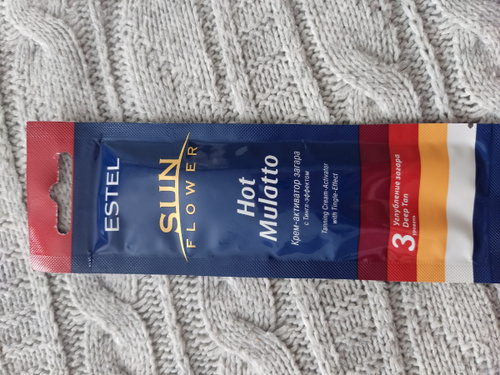 ESTEL
SUN
FLOWER
Hot
Mulatto
Крем-активатор загара
с тингл-эффектом
Tanning Cream-Activator
with Tingle-Effect
3
Углубление загара
Deep Tan